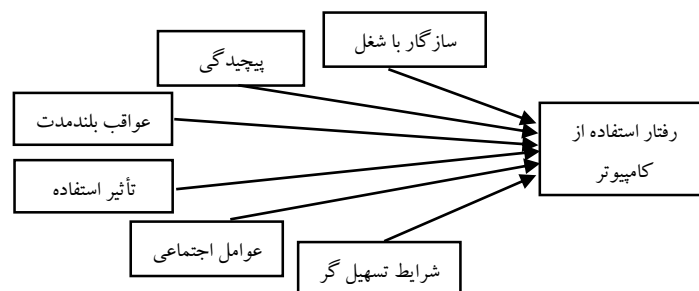 سازگار با شغل
پیچیدگی
عواقب بلندمدت
تأثیر استفاده
عوامل اجتماعی
شرایط تسهیل گر
رفتار استفاده از
کامپیوتر